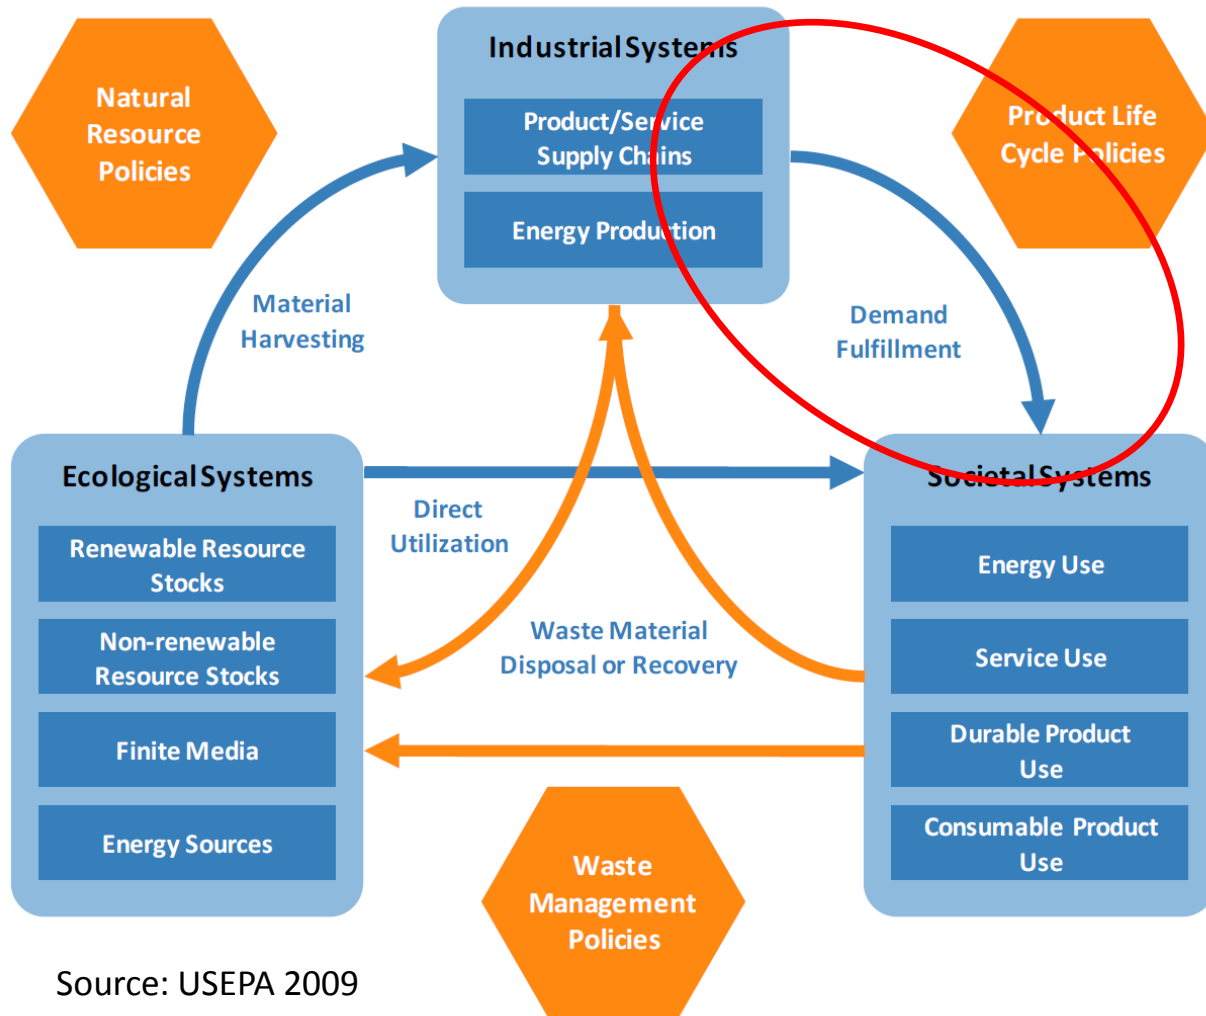 Industrial Systems
Product/Service
Supply Chains
Energy Production
Natural
Resource
Policies
Product Life
Cycle Policies
Material
Harvesting
Demand
Fulfillment
Ecological Systems
Renewable Resource
Stocks
Non-renewable
Resource Stocks
Finite Media
Energy Sources
Direct
Utilization
Waste Material
Disposal or Recovery
Societal Systems
Energy Use
Service Use
Durable Product
Use
Consumable Product
Use
Waste
Management
Policies
Source: USEPA 2009